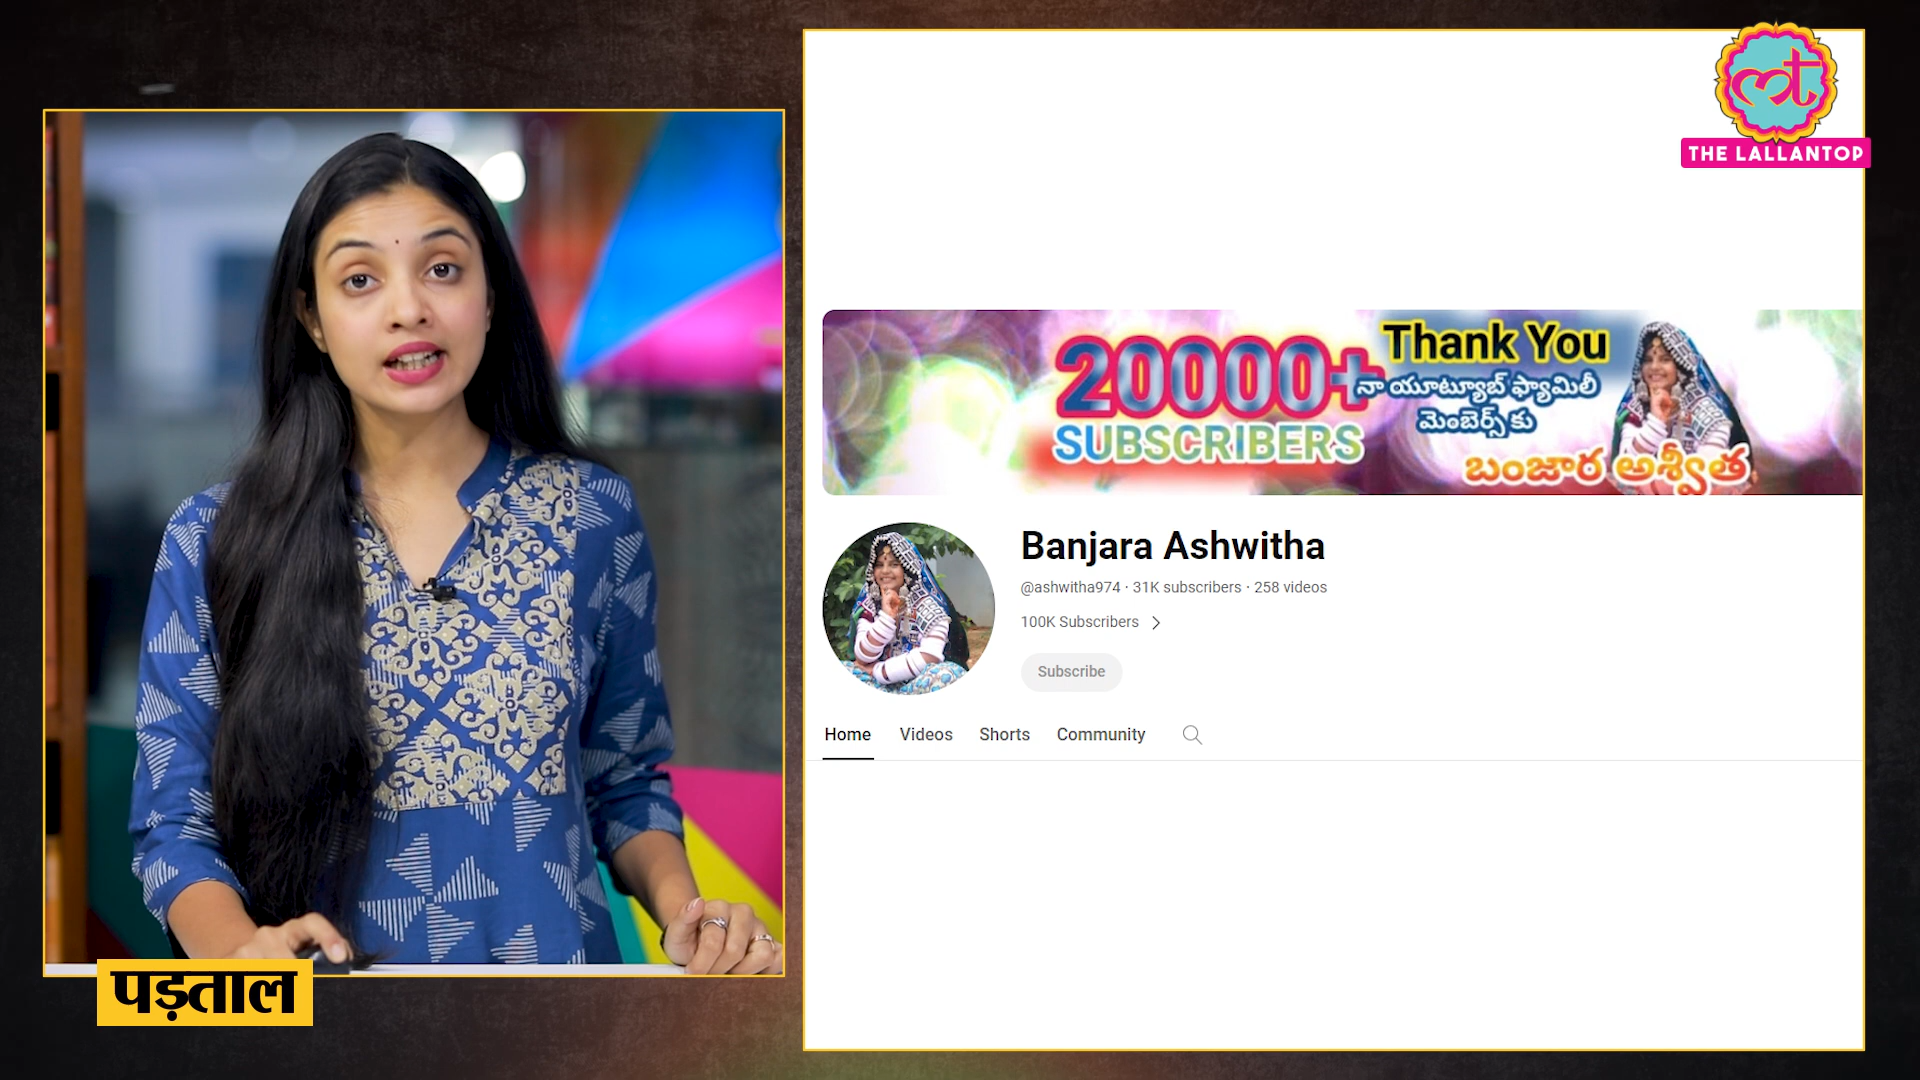 THE LALLANTOP
20000+
SUBSCRIBERS
Thank You
నా యూట్యూబ్ ఫ్యామిలీ
మెంబెర్స్ కు
బంజార అశ్వీత
Banjara Ashwitha
@ashwitha974 · 31K subscribers · 258 videos
100K Subscribers
Subscribe
Home Videos Shorts Community
पड़ताल